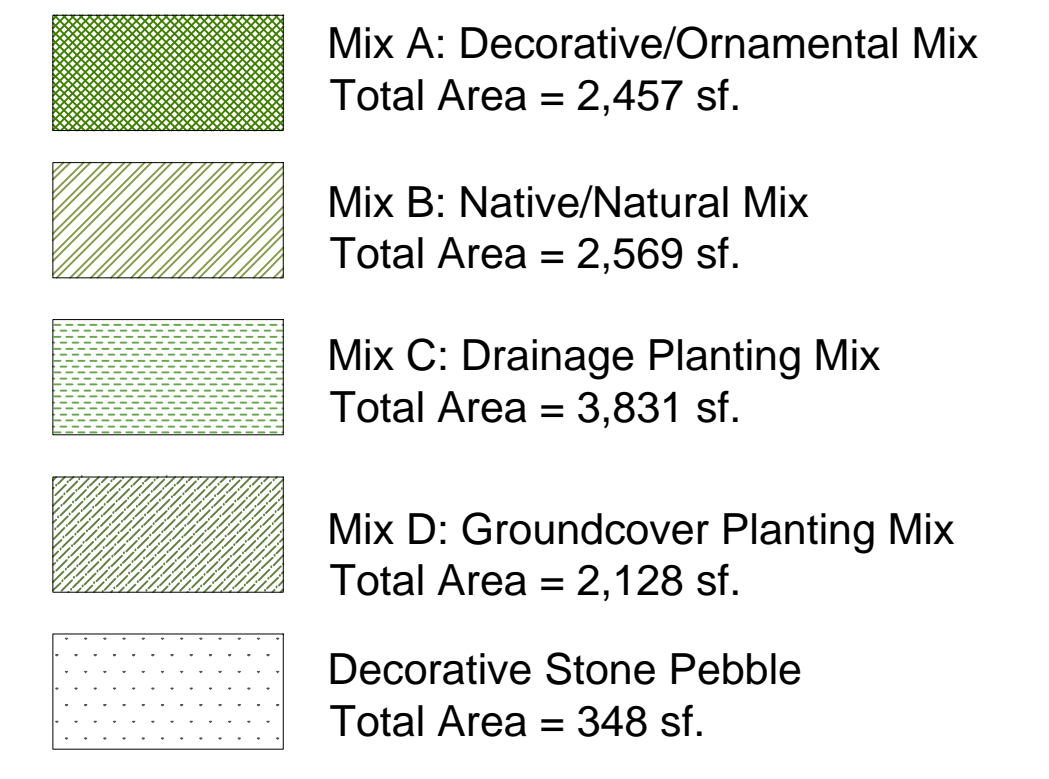 Mix A: Decorative/Ornamental Mix
Total Area = 2,457 sf.
Mix B: Native/Natural Mix
Total Area = 2,569 sf.
Mix C: Drainage Planting Mix
Total Area = 3,831 sf.
Mix D: Groundcover Planting Mix
Total Area = 2,128 sf.
Decorative Stone Pebble
Total Area = 348 sf.